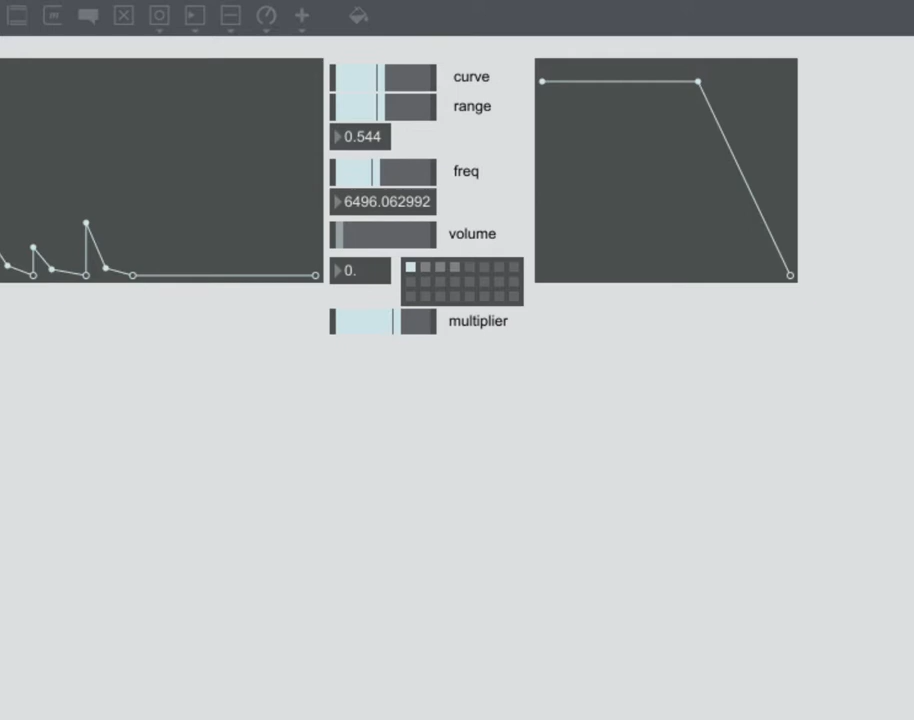 curve
range
0.544
freq
6496.062992
volume
0.
multiplier